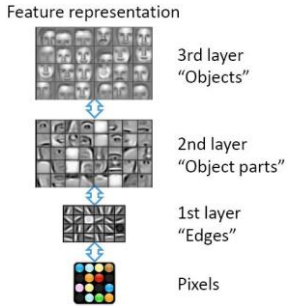 Feature representation
3rd layer
“Objects”
2nd layer
“Object parts”
1st layer
“Edges”
Pixels